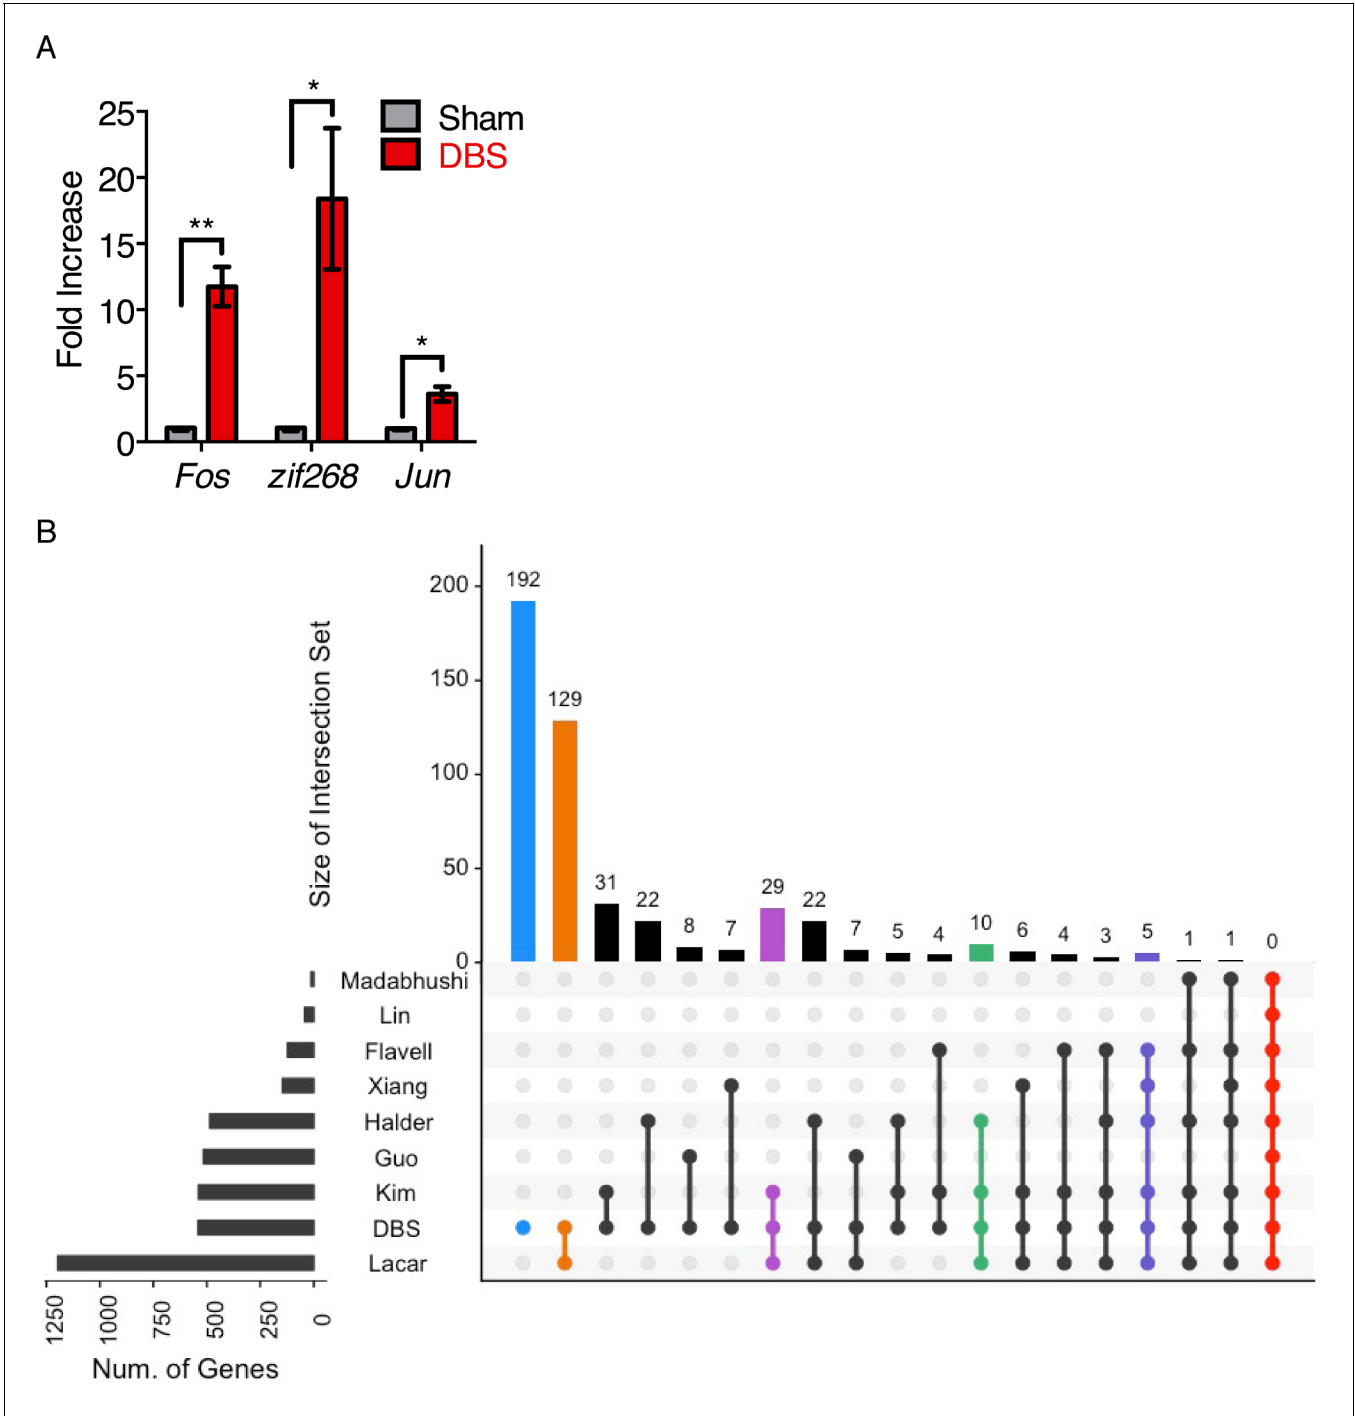 A
25
20
15
10
5
0
Fold Increase
**
*
*
Sham
DBS
Fos zif268 Jun
B
Size of Intersection Set
200
150
100
50
0
192 129 31 22 8 7 29 22 7 5 4 10 6 4 3 5 1 1 0
Madabhushi
Lin
Flavell
Xiang
Halder
Guo
Kim
DBS
Lacar
1250 1000 750 500 250 0
Num. of Genes